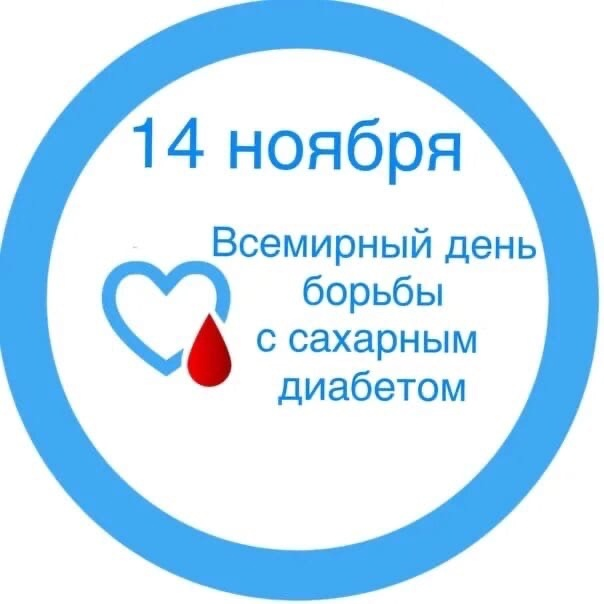 14 ноября
Всемирный день
борьбы
с сахарным
диабетом